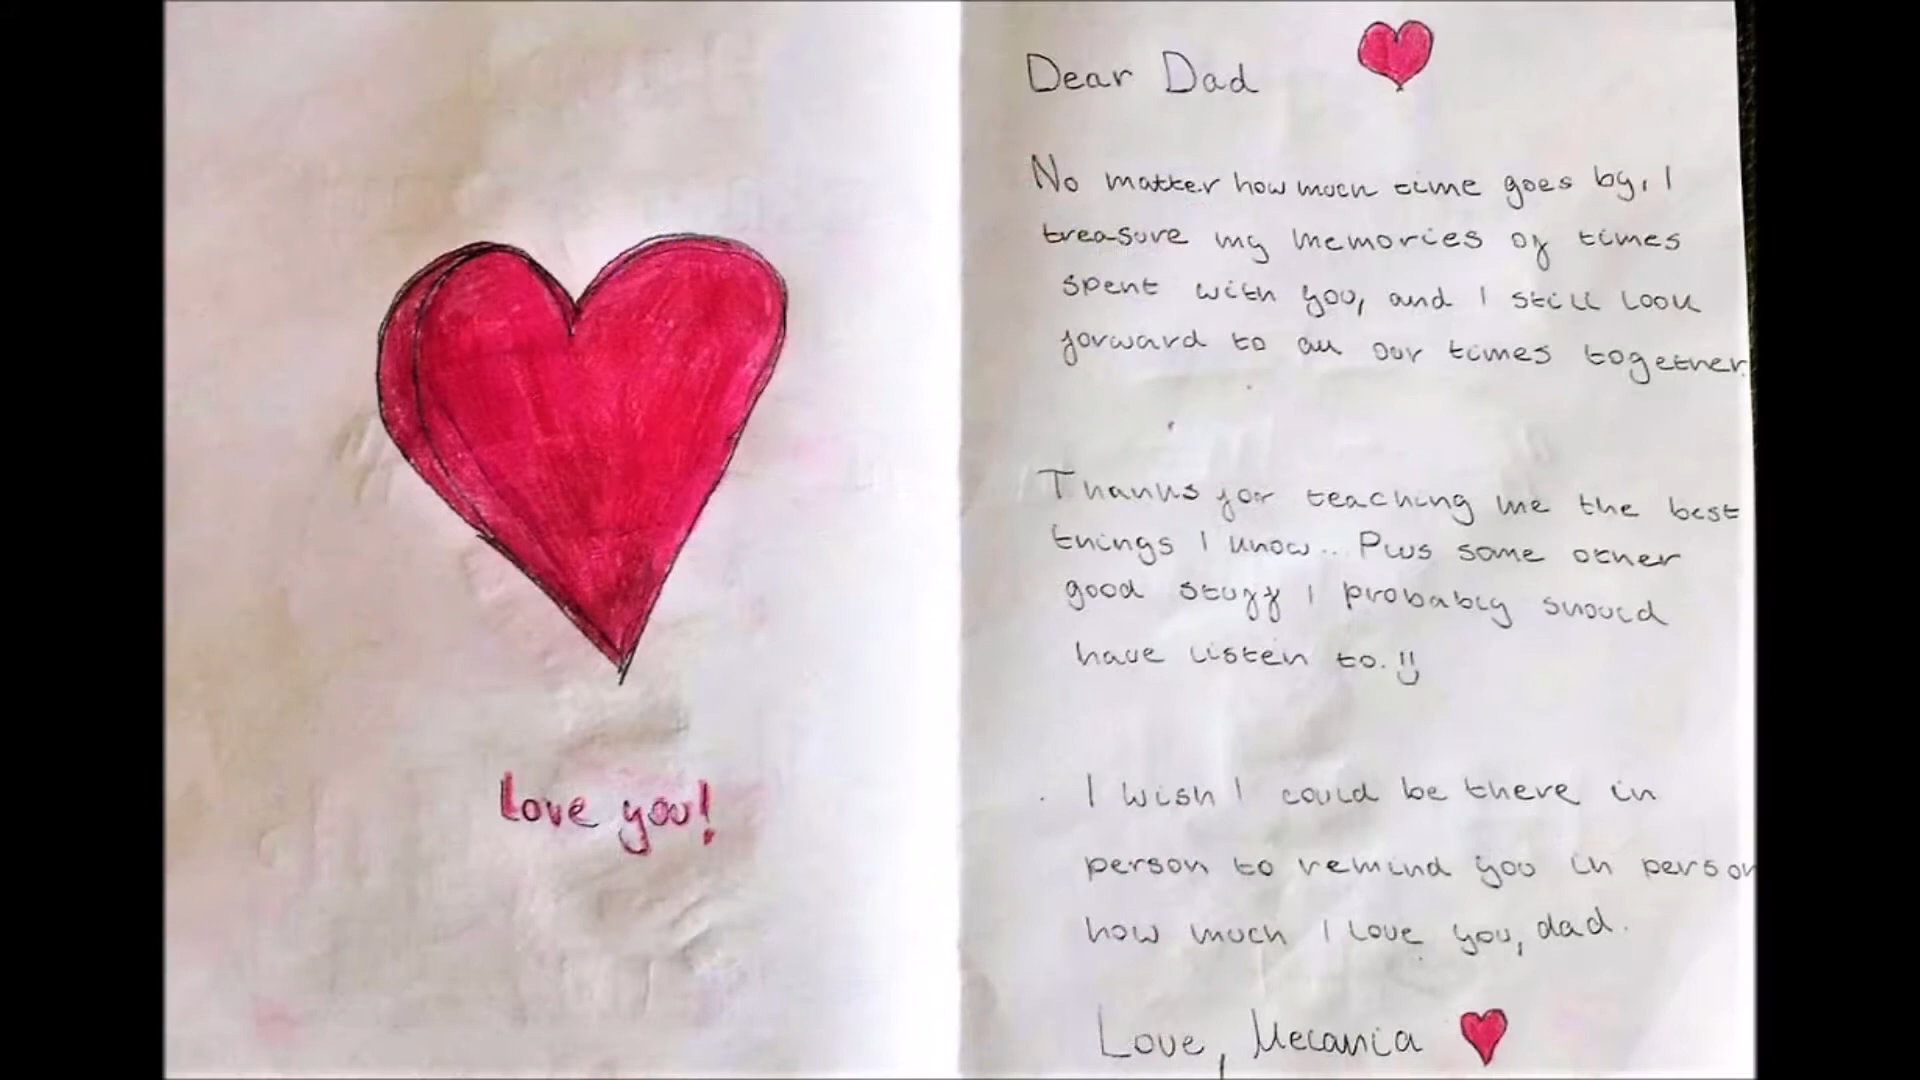 Love you!
Dear Dad
No matter how much time goes by, I
treasure my memories of times
spent with you, and I still look
forward to all our times together.
Thanks for teaching me the best
things I know... Plus some other
good stuff I probably should
have listen to. !!
I wish I could be there in
person to remind you in person
how much I love you, dad.
Love, Melania